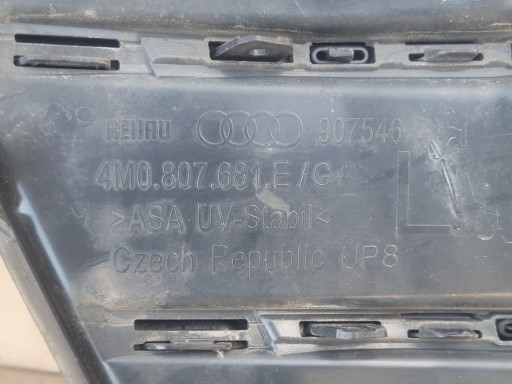 REHAU 907546
4M0.807.681.E /G
>ASA UV-Stabil<
Czech Republic UP8
L